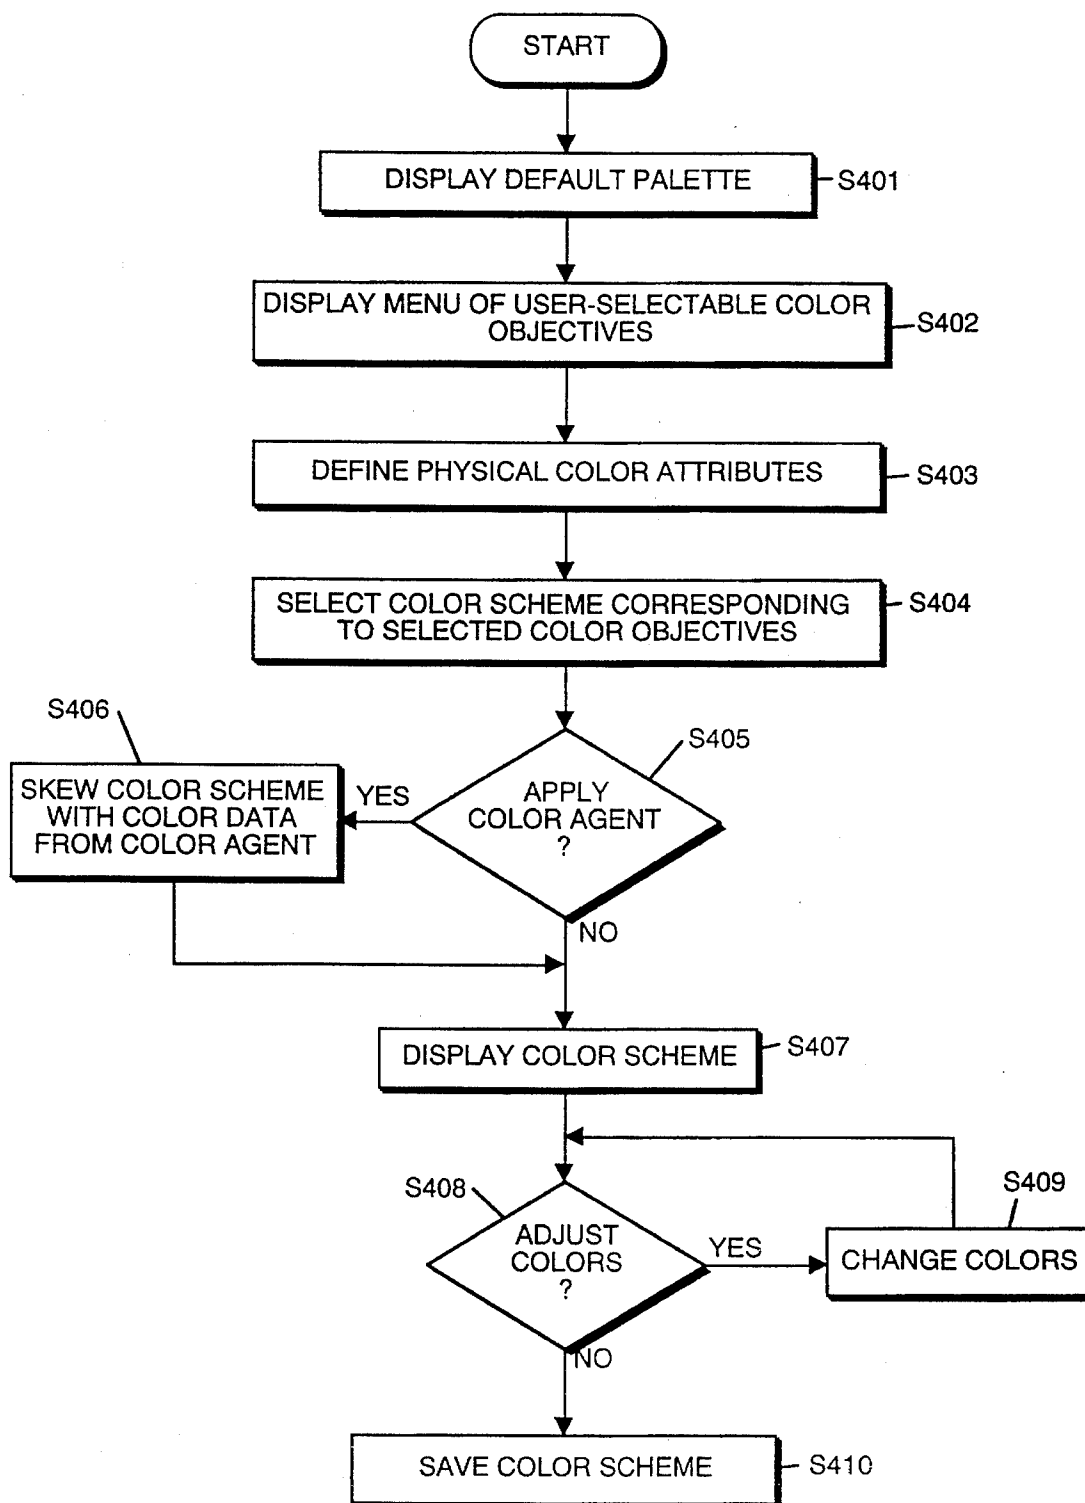 START
DISPLAY DEFAULT PALETTE
S401
DISPLAY MENU OF USER-SELECTABLE COLOR
OBJECTIVES
S402
DEFINE PHYSICAL COLOR ATTRIBUTES
S403
SELECT COLOR SCHEME CORRESPONDING
TO SELECTED COLOR OBJECTIVES
S404
S405
APPLY
COLOR AGENT
?
YES
S406
SKEW COLOR SCHEME
WITH COLOR DATA
FROM COLOR AGENT
NO
DISPLAY COLOR SCHEME
S407
S408
ADJUST
COLORS
?
YES
S409
CHANGE COLORS
NO
SAVE COLOR SCHEME
S410